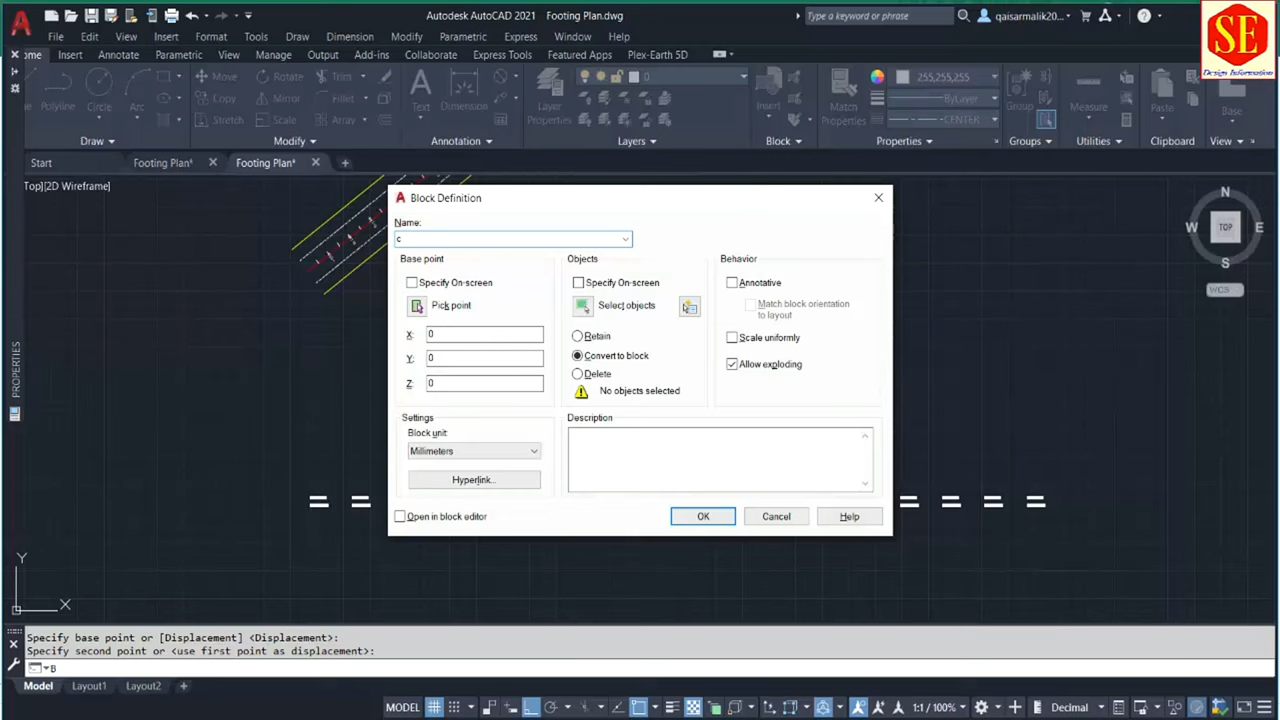 Autodesk AutoCAD 2021 Footing Plan.dwg
Type a keyword or phrase
qaisarmalik20...
SE
Design Information
File Edit View Insert Format Tools Draw Dimension Modify Parametric Express Window Help
ome Insert Annotate Parametric View Manage Output Add-ins Collaborate Express Tools Featured Apps Plex-Earth 5D
Polyline Circle Arc
Move Rotate Trim
Copy Mirror Fillet
Stretch Scale Array
Text Dimension
Layer
Properties
0
Insert
Match
Properties
255,255,255
ByLayer
CENTER
Group
Measure
Paste
Base
Draw Modify Annotation Layers Block Properties Groups Utilities Clipboard View
Start Footing Plan* Footing Plan*
Top][2D Wireframe]
N
W TOP E
S
WCS
PROPERTIES
Block Definition
Name:
c
Base point
Specify On-screen
Pick point
X: 0
Y: 0
Z: 0
Objects
Specify On-screen
Select objects
Retain
Convert to block
Delete
No objects selected
Behavior
Annotative
Match block orientation
to layout
Scale uniformly
Allow exploding
Settings
Block unit:
Millimeters
Hyperlink...
Description
Open in block editor
OK Cancel Help
Y
X
Specify base point or [Displacement] <Displacement>:
Specify second point or <use first point as displacement>:
B
Model Layout1 Layout2
MODEL
1:1 / 100%
Decimal